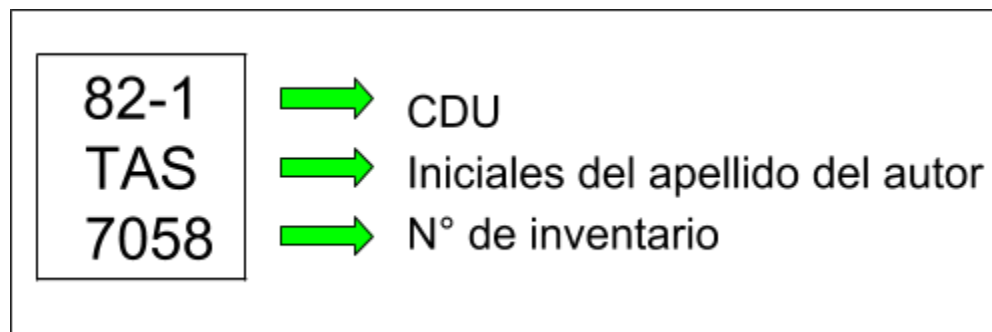 82-1 CDU
TAS Iniciales del apellido del autor
7058 N° de inventario